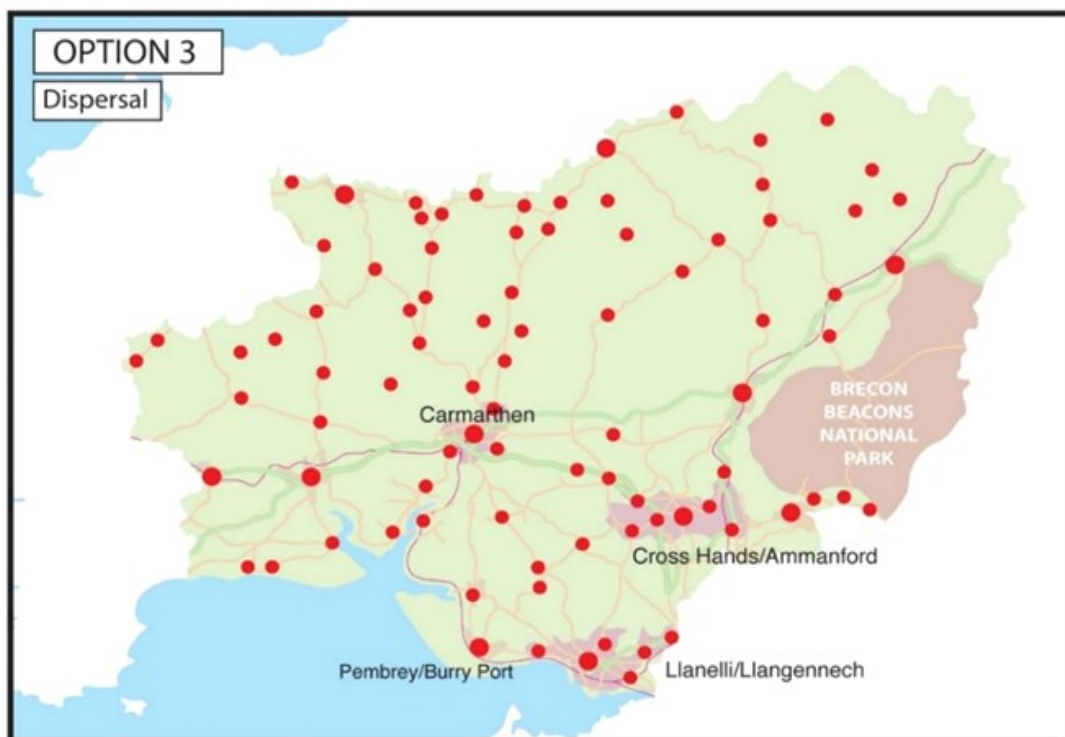 OPTION 3
Dispersal
BRECON
BEACONS
NATIONAL
PARK
Carmarthen
Cross Hands/Ammanford
Pembrey/Burry Port
Llanelli/Llangennech